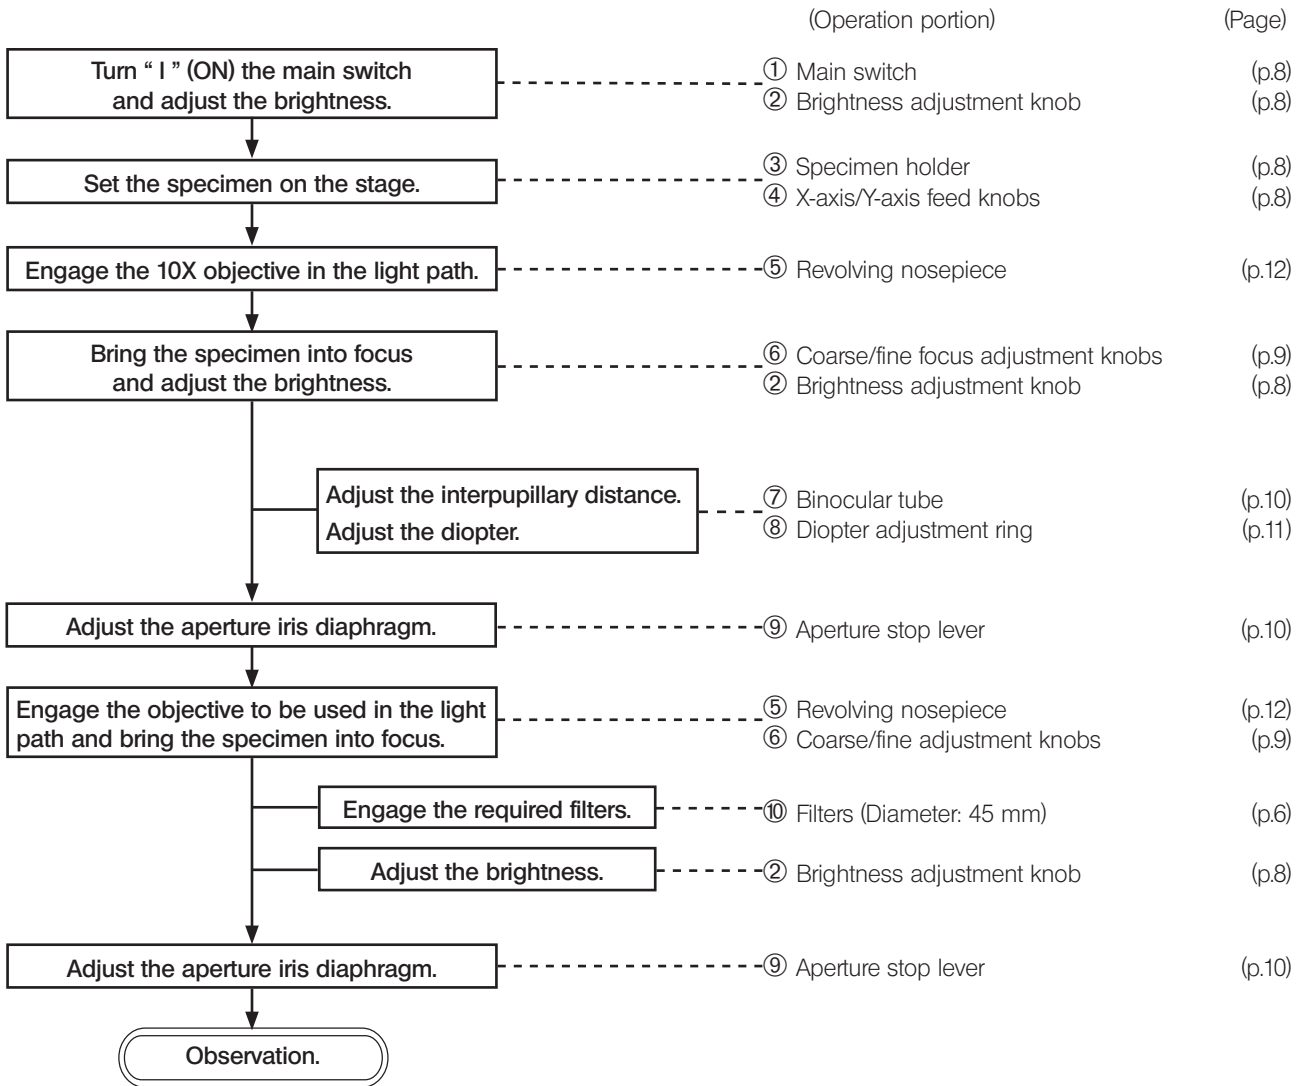 (Operation portion) (Page)
Turn “ I ” (ON) the main switch
and adjust the brightness.
① Main switch (p.8)
② Brightness adjustment knob (p.8)
Set the specimen on the stage.
③ Specimen holder (p.8)
④ X-axis/Y-axis feed knobs (p.8)
Engage the 10X objective in the light path.
⑤ Revolving nosepiece (p.12)
Bring the specimen into focus
and adjust the brightness.
⑥ Coarse/fine focus adjustment knobs (p.9)
② Brightness adjustment knob (p.8)
Adjust the interpupillary distance.
Adjust the diopter.
⑦ Binocular tube (p.10)
⑧ Diopter adjustment ring (p.11)
Adjust the aperture iris diaphragm.
⑨ Aperture stop lever (p.10)
Engage the objective to be used in the light
path and bring the specimen into focus.
⑤ Revolving nosepiece (p.12)
⑥ Coarse/fine adjustment knobs (p.9)
Engage the required filters.
⑩ Filters (Diameter: 45 mm) (p.6)
Adjust the brightness.
② Brightness adjustment knob (p.8)
Adjust the aperture iris diaphragm.
⑨ Aperture stop lever (p.10)
Observation.